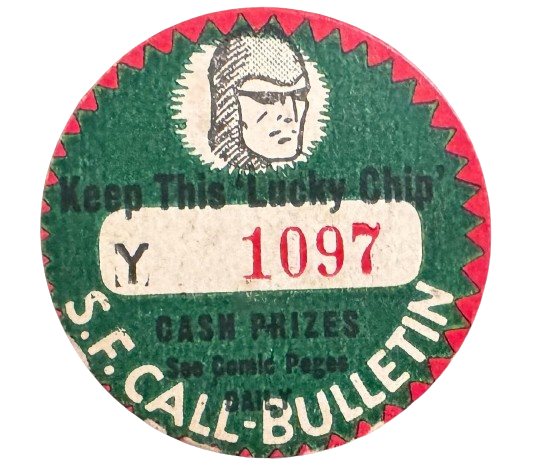 Keep This 'Lucky Chip'
Y 1097
CASH PRIZES
See Comic Pages
DAILY
S.F. CALL-BULLETIN